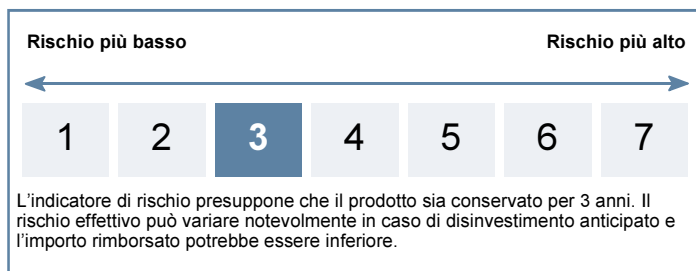 Rischio più basso Rischio più alto
1 2 3 4 5 6 7
L'indicatore di rischio presuppone che il prodotto sia conservato per 3 anni. Il
rischio effettivo può variare notevolmente in caso di disinvestimento anticipato e
l'importo rimborsato potrebbe essere inferiore.